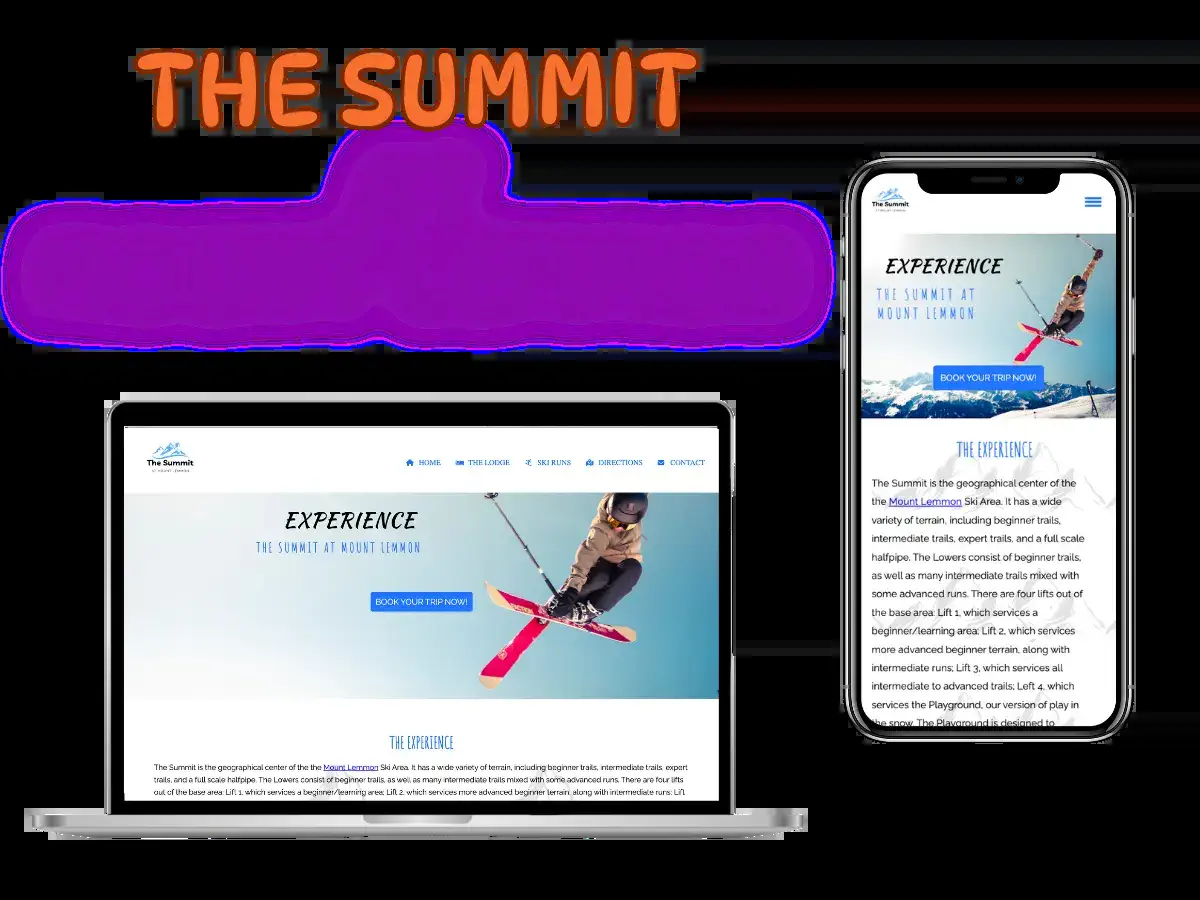 THE SUMMIT
The Summit
AT MOUNT LEMMON
HOME
THE LODGE
SKI RUNS
DIRECTIONS
CONTACT
EXPERIENCE
THE SUMMIT AT MOUNT LEMMON
BOOK YOUR TRIP NOW!
THE EXPERIENCE
The Summit is the geographical center of the the Mount Lemmon Ski Area. It has a wide variety of terrain, including beginner trails, intermediate trails, expert
trails, and a full scale halfpipe. The Lowers consist of beginner trails, as well as many intermediate trails mixed with some advanced runs. There are four lifts
out of the base area: Lift 1, which services a beginner/learning area; Lift 2, which services more advanced beginner terrain, along with intermediate runs; Lift
The Summit
AT MOUNT LEMMON
EXPERIENCE
THE SUMMIT AT
MOUNT LEMMON
BOOK YOUR TRIP NOW!
THE EXPERIENCE
The Summit is the geographical center of the
the Mount Lemmon Ski Area. It has a wide
variety of terrain, including beginner trails,
intermediate trails, expert trails, and a full scale
halfpipe. The Lowers consist of beginner trails,
as well as many intermediate trails mixed with
some advanced runs. There are four lifts out of
the base area: Lift 1, which services a
beginner/learning area; Lift 2, which services
more advanced beginner terrain, along with
intermediate runs; Lift 3, which services all
intermediate to advanced trails; Left 4, which
services the Playground, our version of play in
the snow. The Playground is designed to